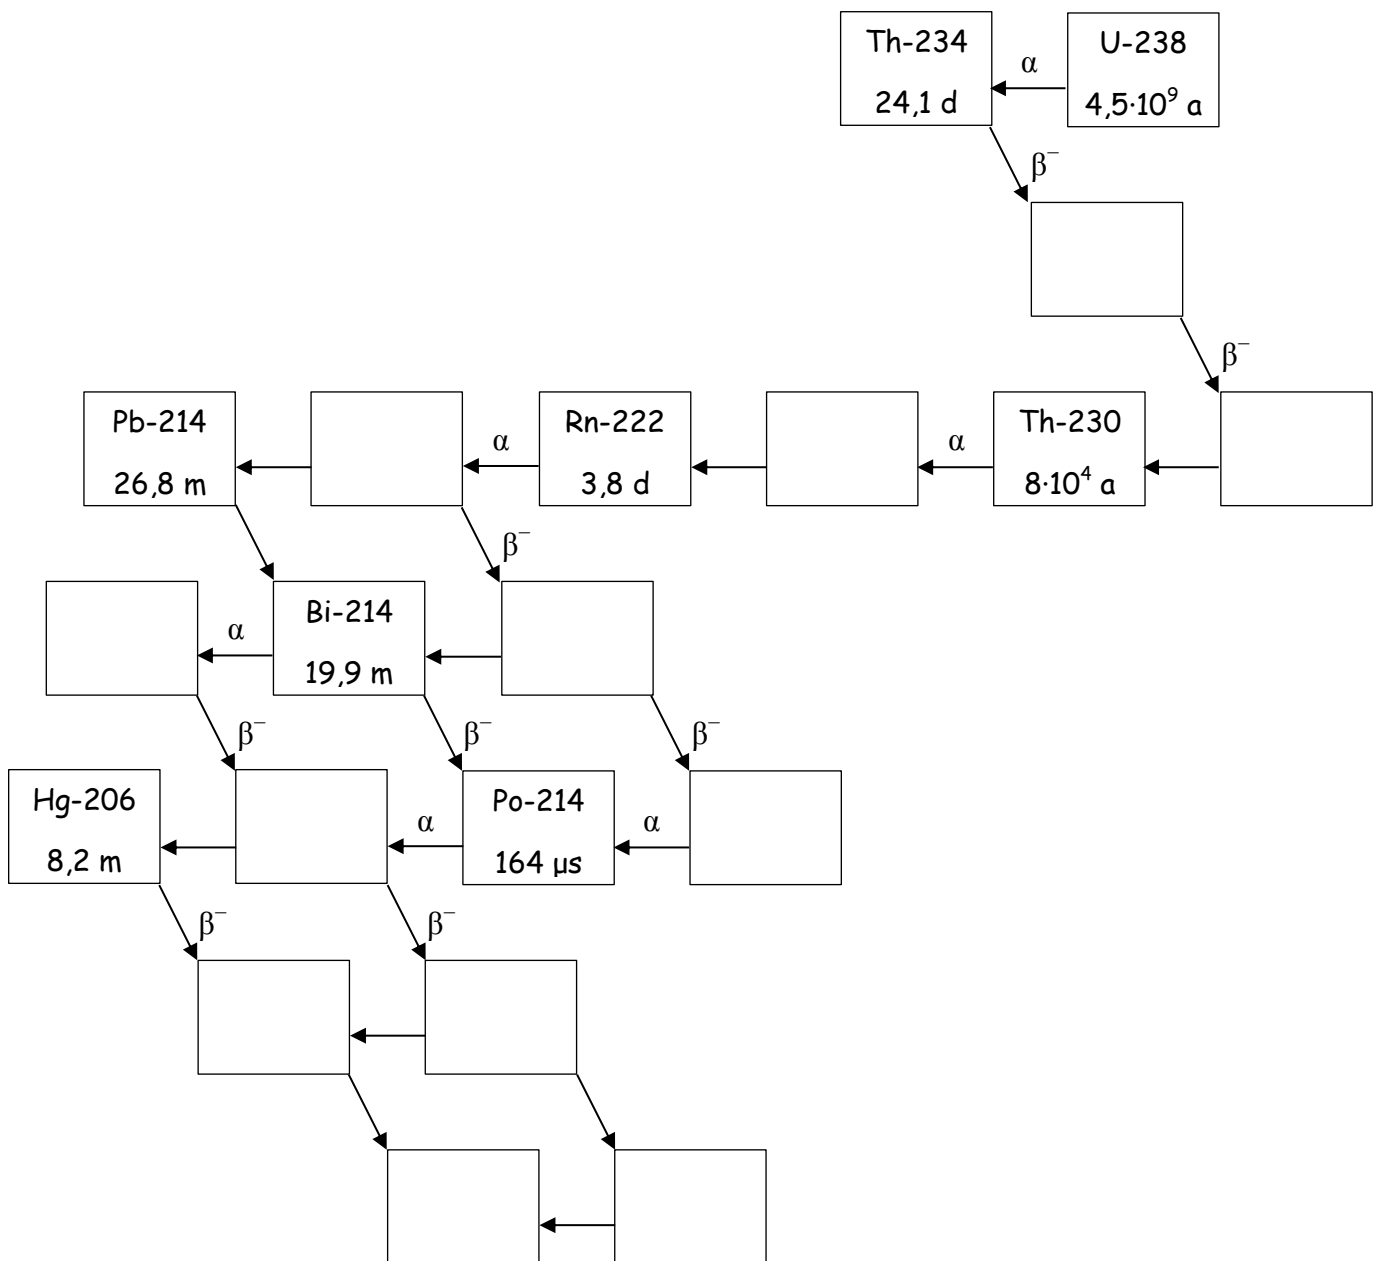 Th-234
24,1 d
α
U-238
4,5·10⁹ a
β⁻
β⁻
Pb-214
26,8 m
α
Rn-222
3,8 d
α
Th-230
8·10⁴ a
β⁻
α
Bi-214
19,9 m
β⁻
β⁻
β⁻
Hg-206
8,2 m
α
Po-214
164 µs
α
β⁻
β⁻